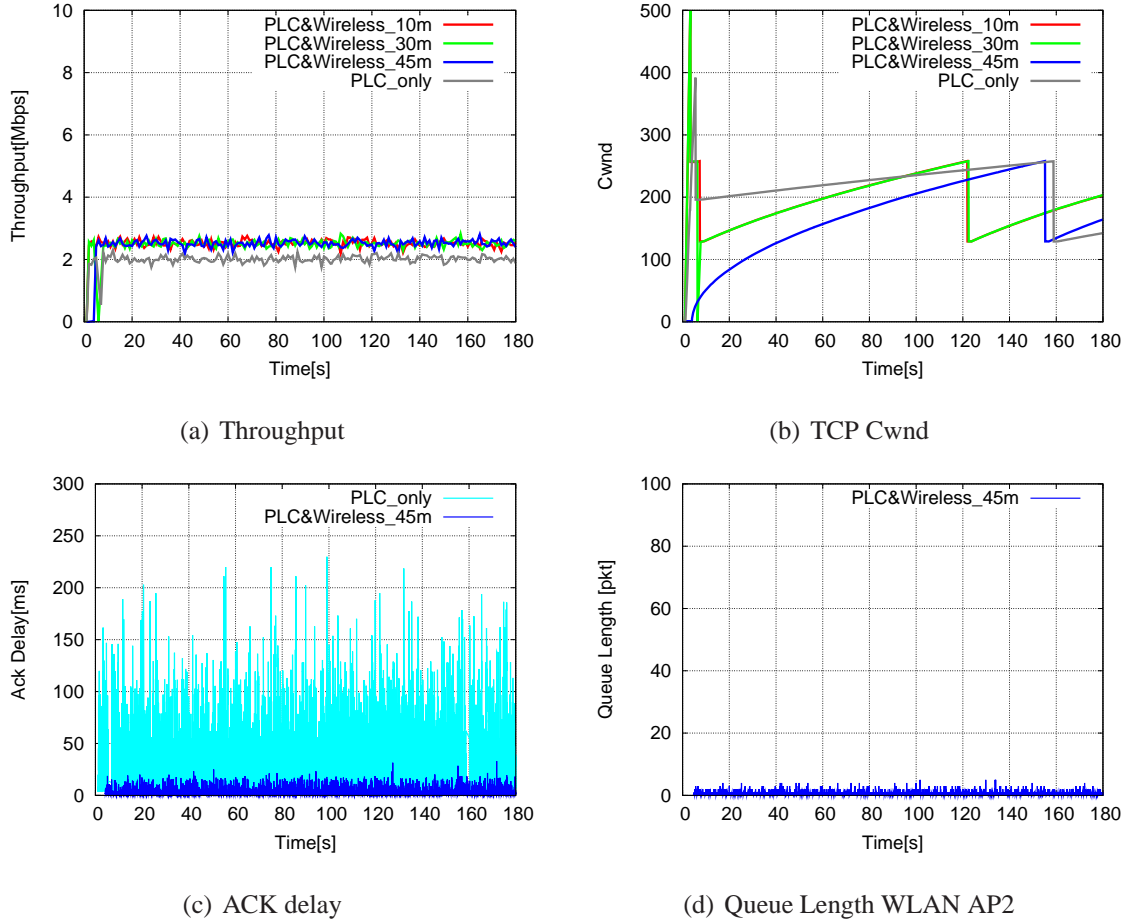 PLC&Wireless_10m
PLC&Wireless_30m
PLC&Wireless_45m
PLC_only
Throughput[Mbps]
10
8
6
4
2
0
0 20 40 60 80 100 120 140 160 180
Time[s]
(a) Throughput
PLC&Wireless_10m
PLC&Wireless_30m
PLC&Wireless_45m
PLC_only
Cwnd
500
400
300
200
100
0
0 20 40 60 80 100 120 140 160 180
Time[s]
(b) TCP Cwnd
PLC_only
PLC&Wireless_45m
Ack Delay[ms]
300
250
200
150
100
50
0
0 20 40 60 80 100 120 140 160 180
Time[s]
(c) ACK delay
PLC&Wireless_45m
Queue Length [pkt]
100
80
60
40
20
0
0 20 40 60 80 100 120 140 160 180
Time[s]
(d) Queue Length WLAN AP2